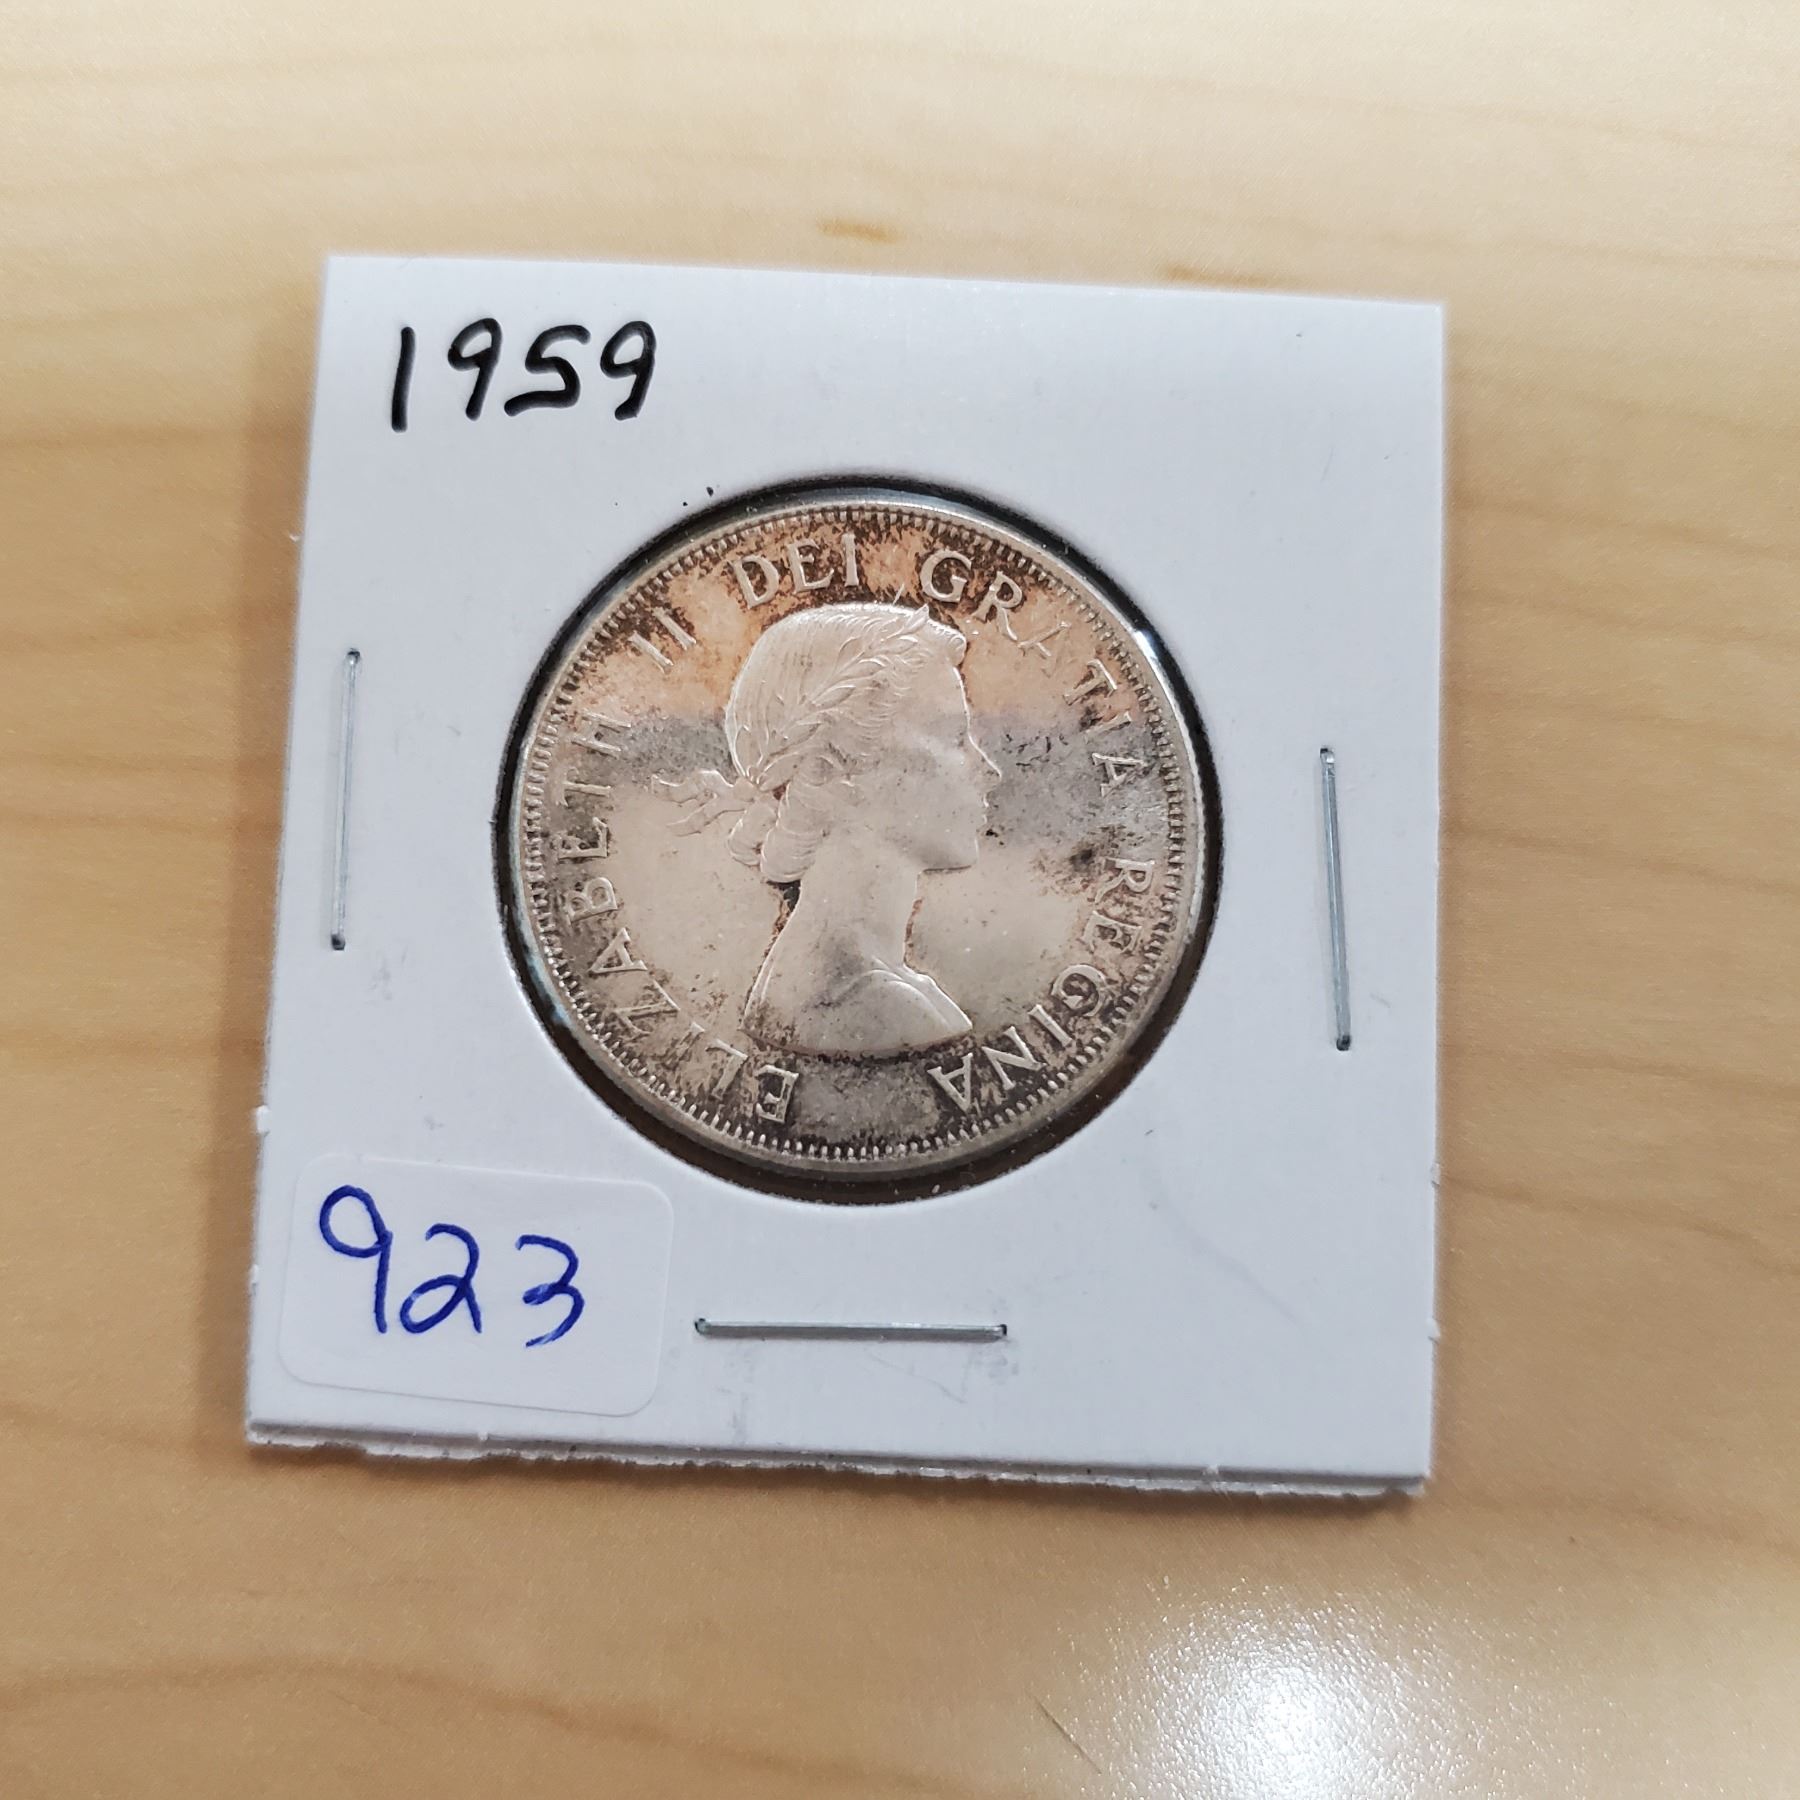 1959
ELIZABETH II DEI GRATIA REGINA
923